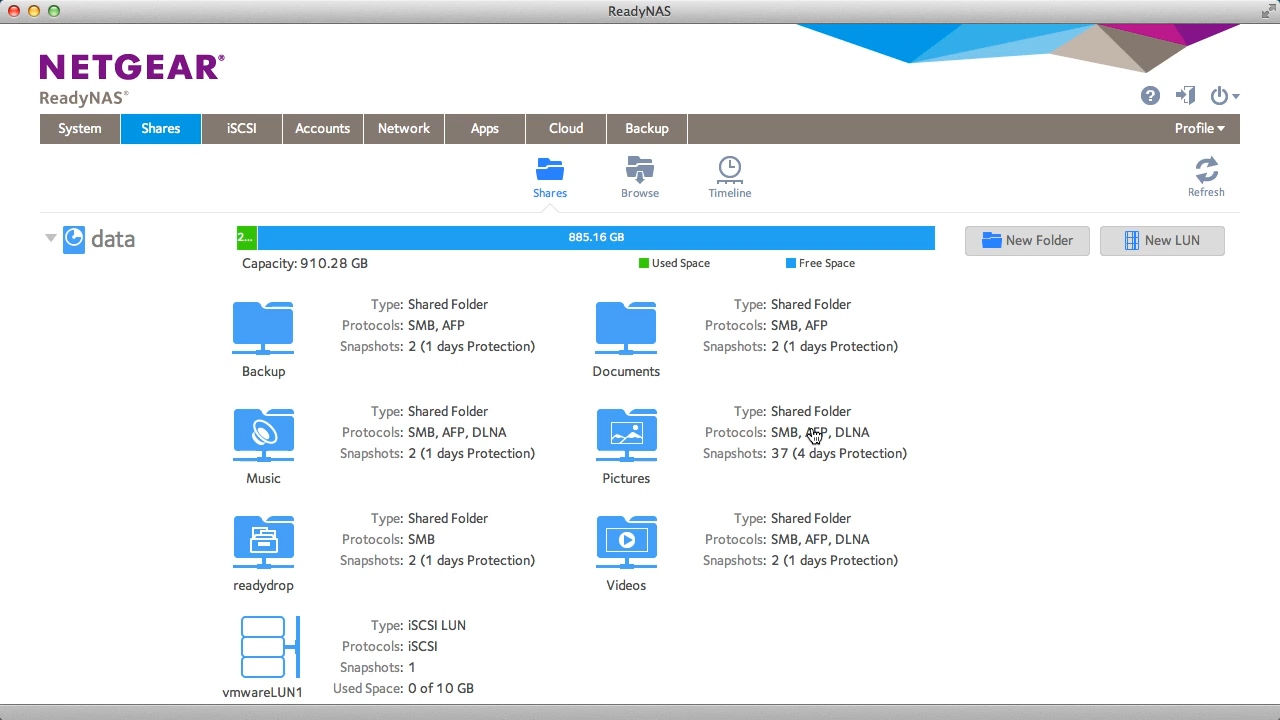 ReadyNAS
NETGEAR®
ReadyNAS®
System Shares iSCSI Accounts Network Apps Cloud Backup Profile
Shares Browse Timeline Refresh
data
2... 885.16 GB
New Folder New LUN
Capacity: 910.28 GB Used Space Free Space
Type: Shared Folder
Protocols: SMB, AFP
Snapshots: 2 (1 days Protection)
Backup
Type: Shared Folder
Protocols: SMB, AFP
Snapshots: 2 (1 days Protection)
Documents
Type: Shared Folder
Protocols: SMB, AFP, DLNA
Snapshots: 2 (1 days Protection)
Music
Type: Shared Folder
Protocols: SMB, AFP, DLNA
Snapshots: 37 (4 days Protection)
Pictures
Type: Shared Folder
Protocols: SMB
Snapshots: 2 (1 days Protection)
readydrop
Type: Shared Folder
Protocols: SMB, AFP, DLNA
Snapshots: 2 (1 days Protection)
Videos
Type: iSCSI LUN
Protocols: iSCSI
Snapshots: 1
Used Space: 0 of 10 GB
vmwareLUN1